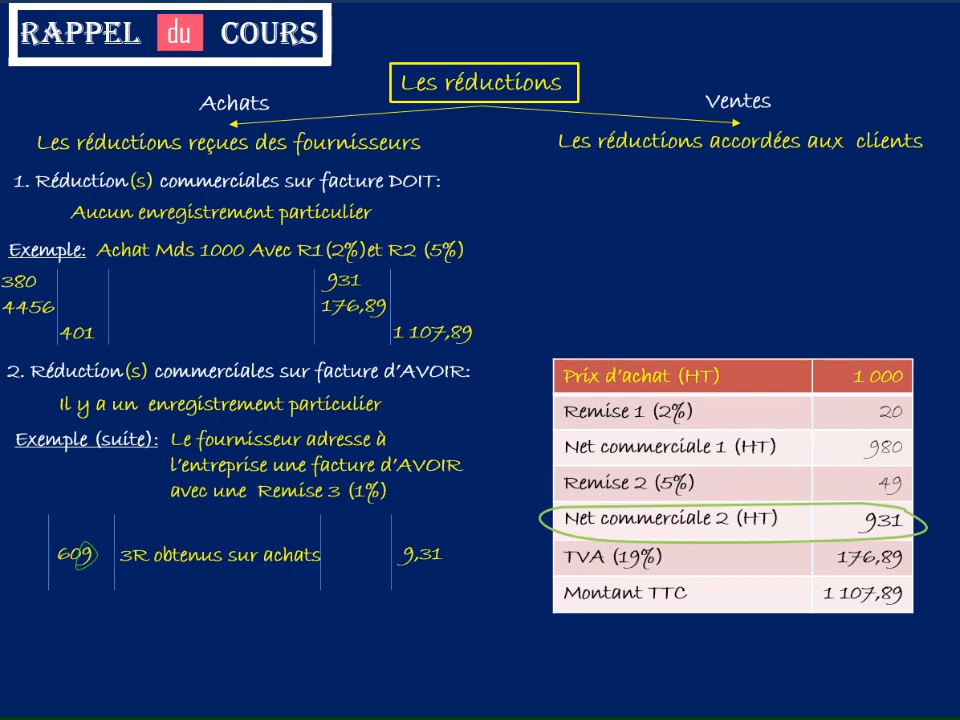 RAPPEL du COURS
Les réductions
Achats
Ventes
Les réductions reçues des fournisseurs
Les réductions accordées aux clients
1. Réduction(s) commerciales sur facture DOIT:
Aucun enregistrement particulier
Exemple: Achat Mds 1000 Avec R1(2%)et R2 (5%)
380 931
4456 176,89
401 1 107,89
2. Réduction(s) commerciales sur facture d'AVOIR:
Il y a un enregistrement particulier
Exemple (suite): Le fournisseur adresse à
l'entreprise une facture d'AVOIR
avec une Remise 3 (1%)
609 3R obtenus sur achats 9,31
Prix d'achat (HT) 1 000
Remise 1 (2%) 20
Net commerciale 1 (HT) 980
Remise 2 (5%) 49
Net commerciale 2 (HT) 931
TVA (19%) 176,89
Montant TTC 1 107,89